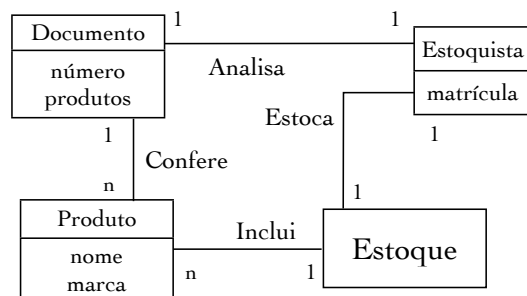 Documento
número
produtos
1
1
Analisa
Estoquista
matrícula
1
Estoca
1
1
Confere
n
Produto
nome
marca
Inclui
n
1
Estoque